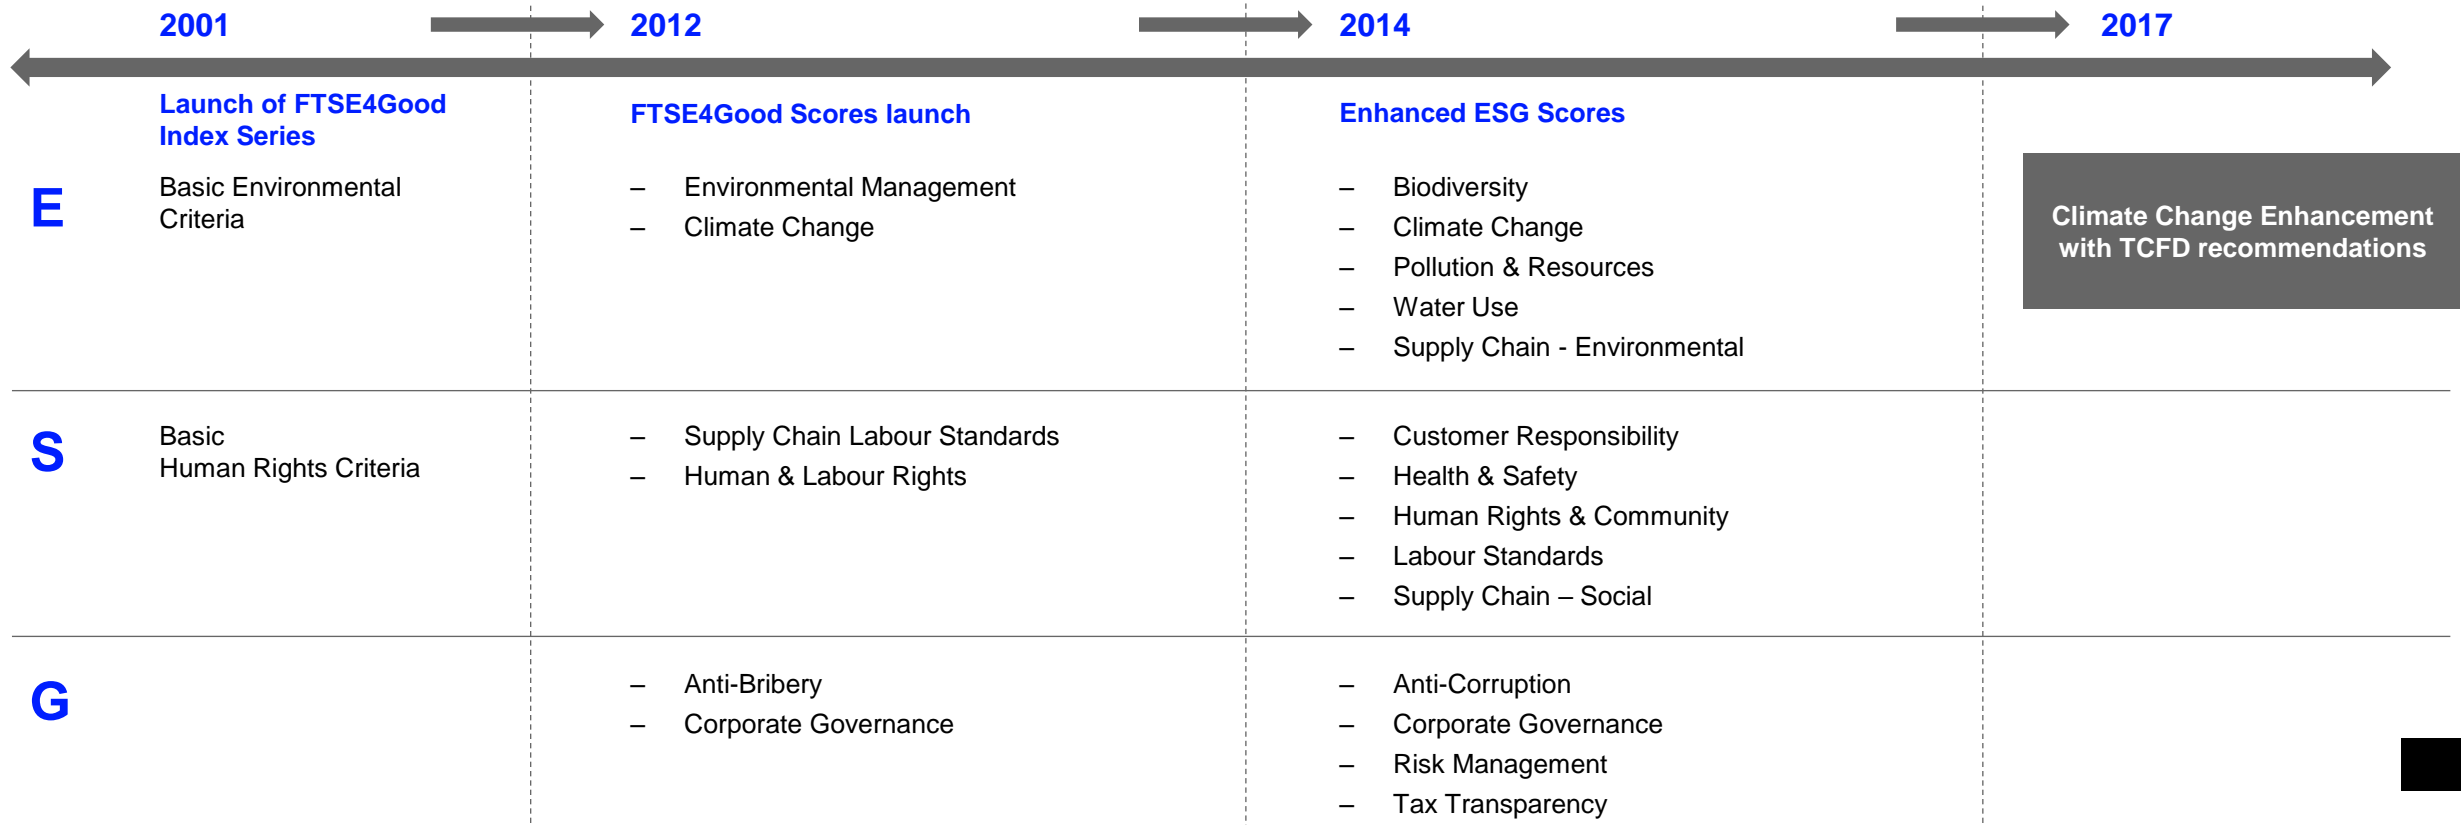 2001
2012
2014
2017
Launch of FTSE4Good
Index Series
FTSE4Good Scores launch
Enhanced ESG Scores
E
Basic Environmental
Criteria
– Environmental Management
– Climate Change
– Biodiversity
– Climate Change
– Pollution & Resources
– Water Use
– Supply Chain - Environmental
Climate Change Enhancement
with TCFD recommendations
S
Basic
Human Rights Criteria
– Supply Chain Labour Standards
– Human & Labour Rights
– Customer Responsibility
– Health & Safety
– Human Rights & Community
– Labour Standards
– Supply Chain – Social
G
– Anti-Bribery
– Corporate Governance
– Anti-Corruption
– Corporate Governance
– Risk Management
– Tax Transparency